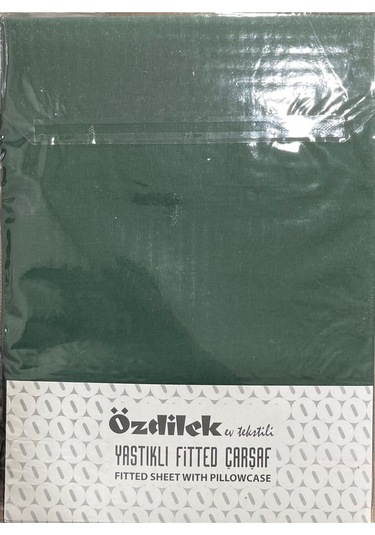 Özdilek ev tekstili
YASTIKLI FiTTED ÇARŞAF
FITTED SHEET WITH PILLOWCASE